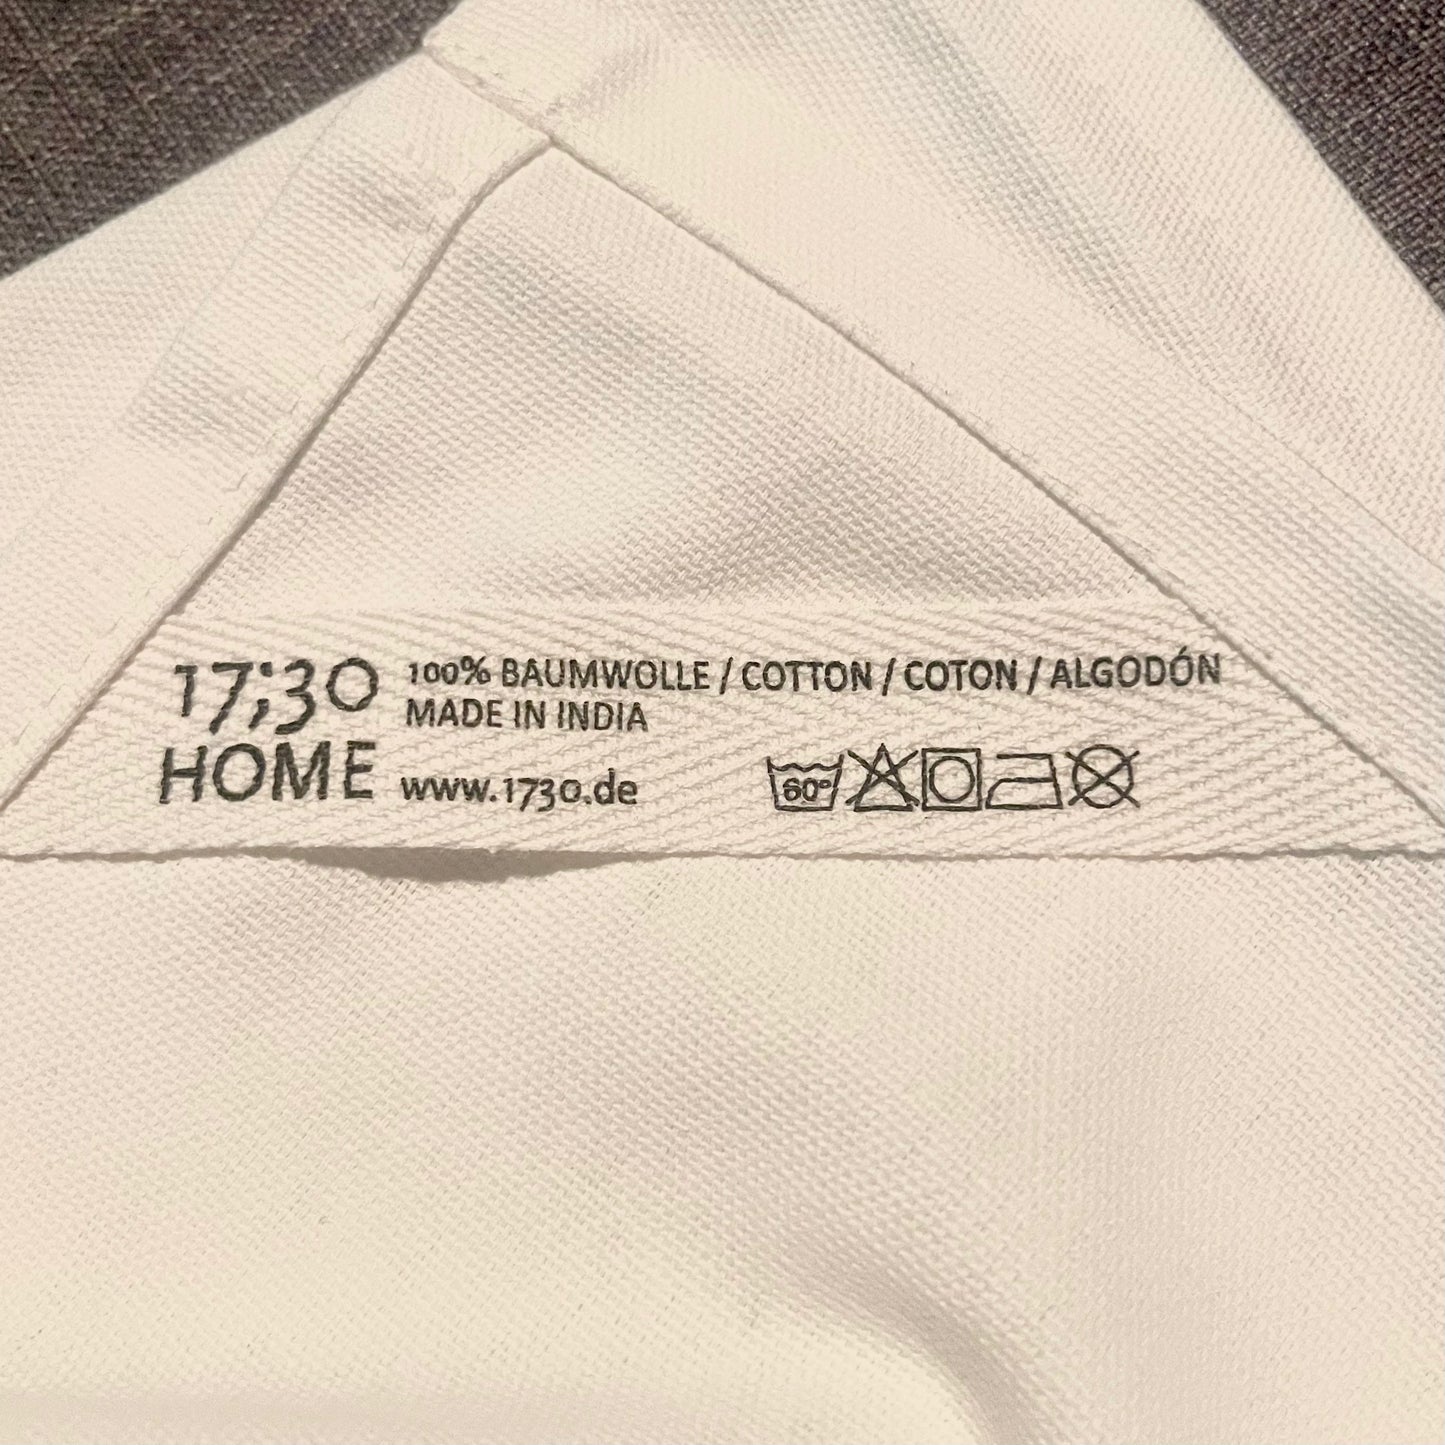 17;30
HOME
100% BAUMWOLLE / COTTON / COTON / ALGODÓN
MADE IN INDIA
www.1730.de
60°